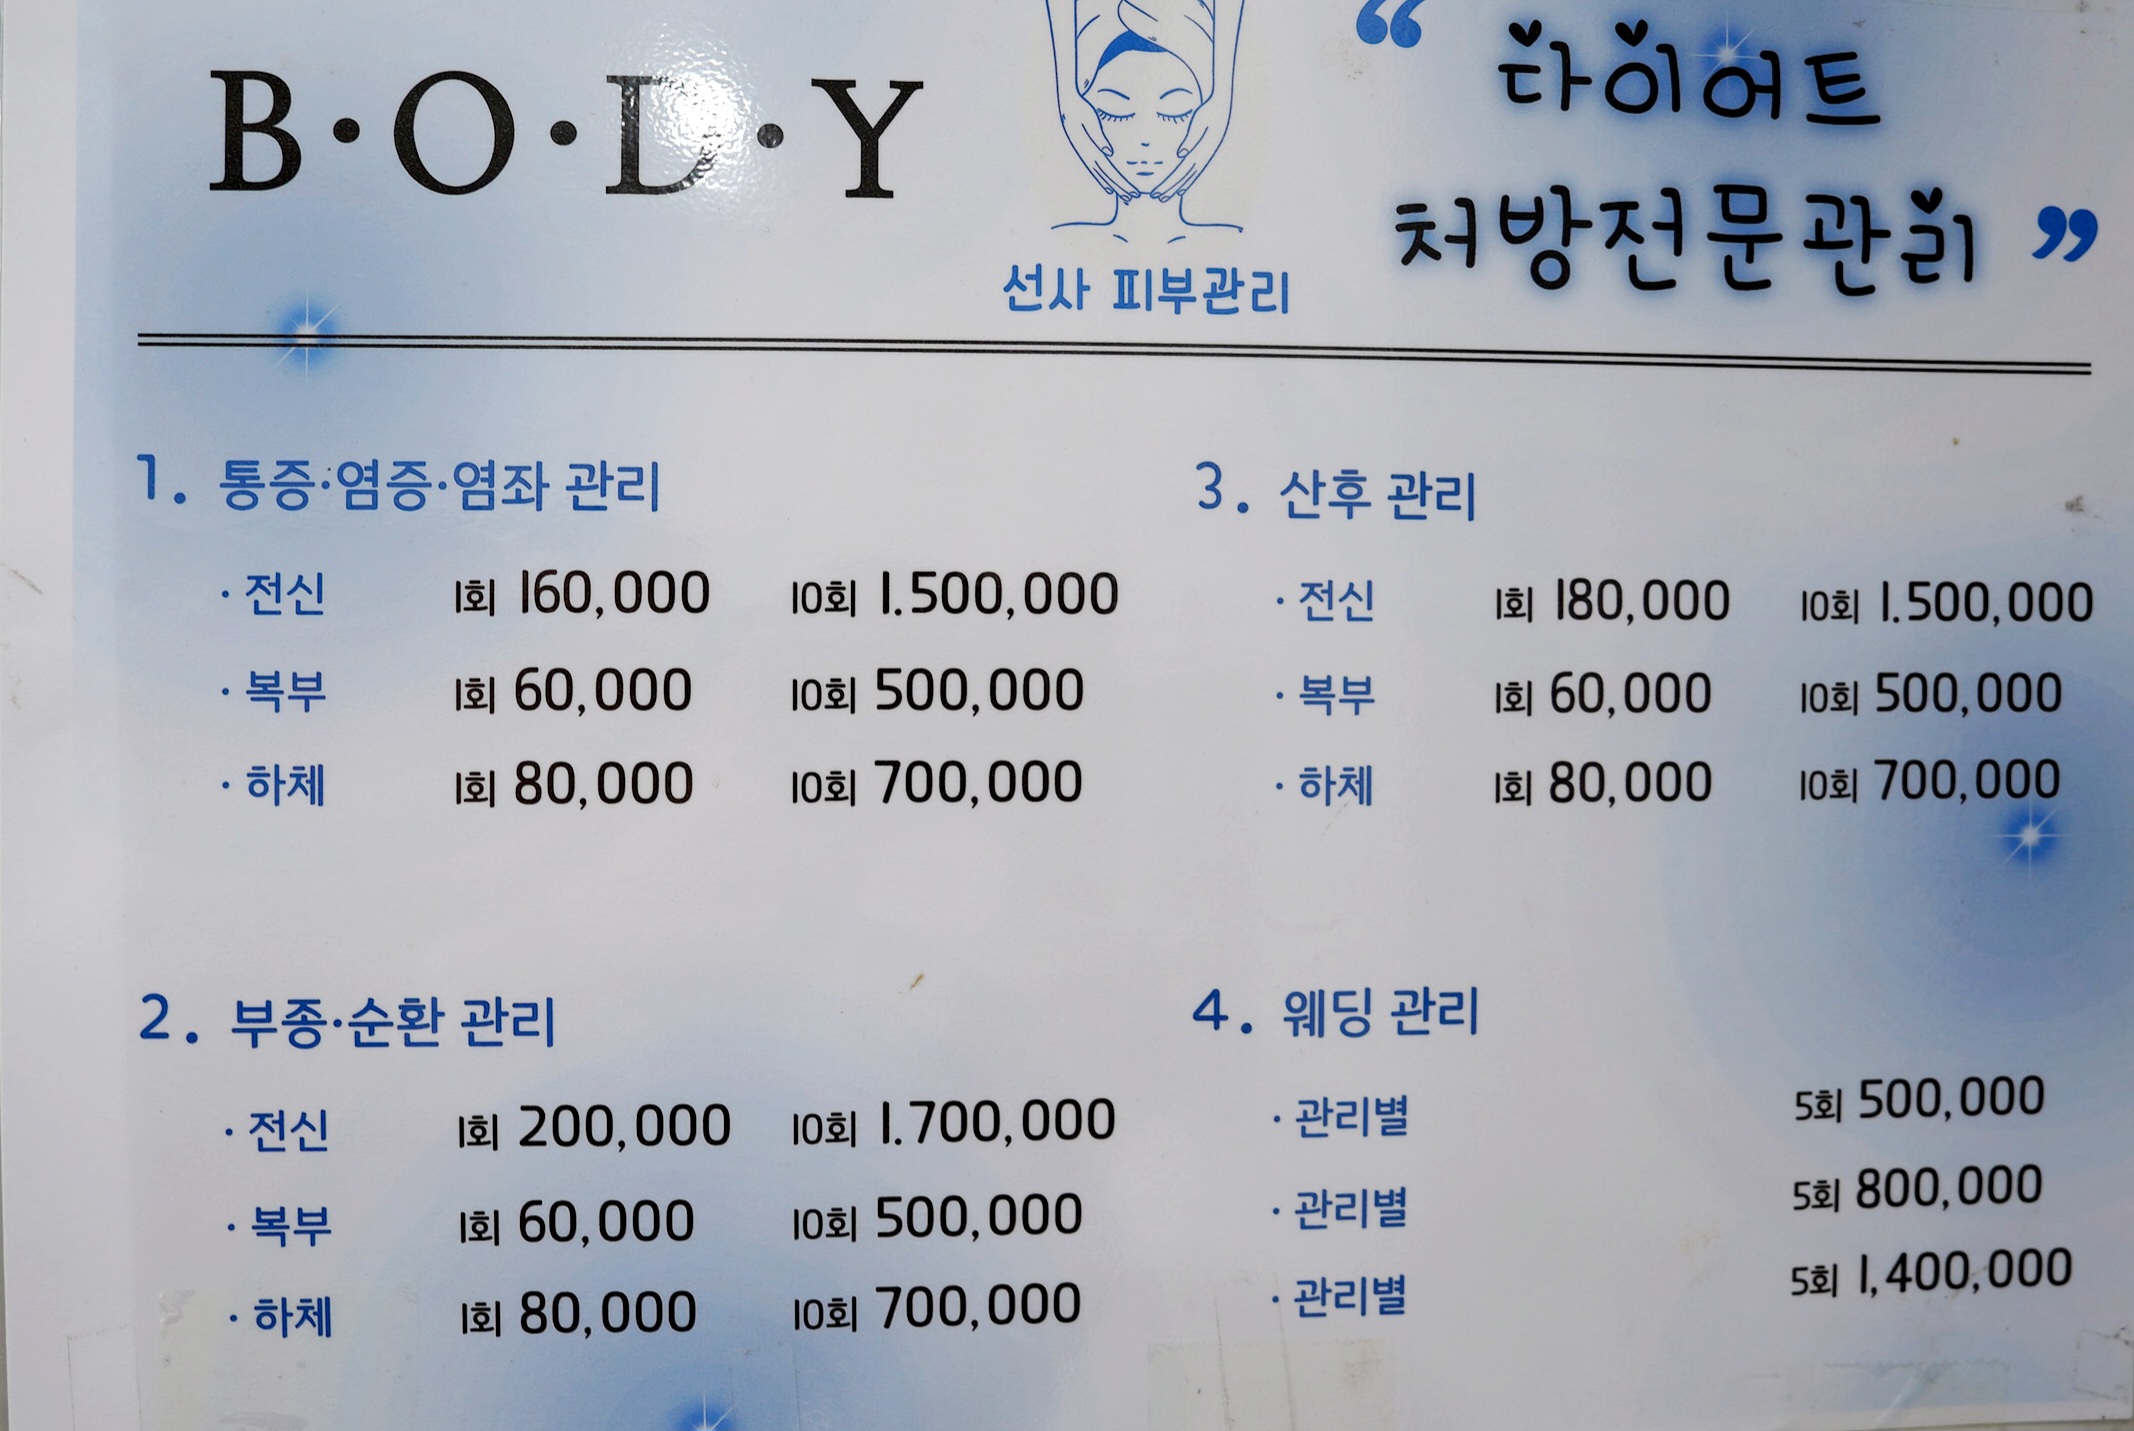 B·O·D·Y
선사 피부관리
“ 다이어트
처방전문관리 ”
1. 통증·염증·염좌 관리
· 전신 1회 160,000 10회 1.500,000
· 복부 1회 60,000 10회 500,000
· 하체 1회 80,000 10회 700,000
2. 부종·순환 관리
· 전신 1회 200,000 10회 1.700,000
· 복부 1회 60,000 10회 500,000
· 하체 1회 80,000 10회 700,000
3. 산후 관리
· 전신 1회 180,000 10회 1.500,000
· 복부 1회 60,000 10회 500,000
· 하체 1회 80,000 10회 700,000
4. 웨딩 관리
· 관리별 5회 500,000
· 관리별 5회 800,000
· 관리별 5회 1,400,000